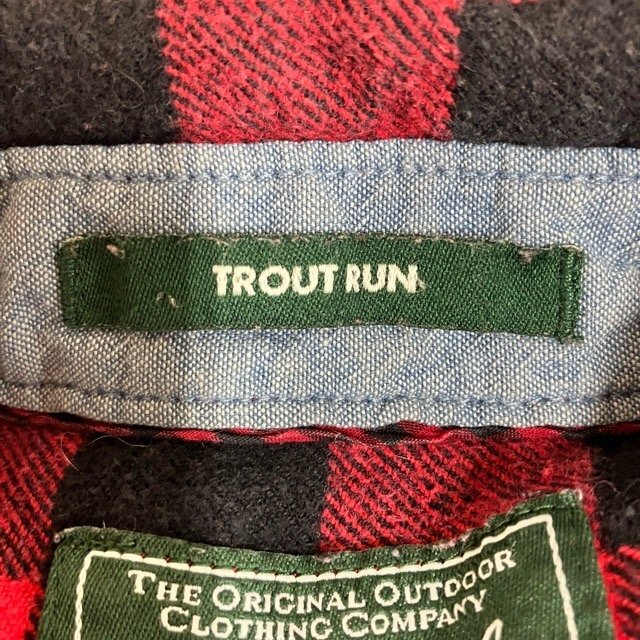 TROUT RUN
THE ORIGINAL OUTDOOR
CLOTHING COMPANY